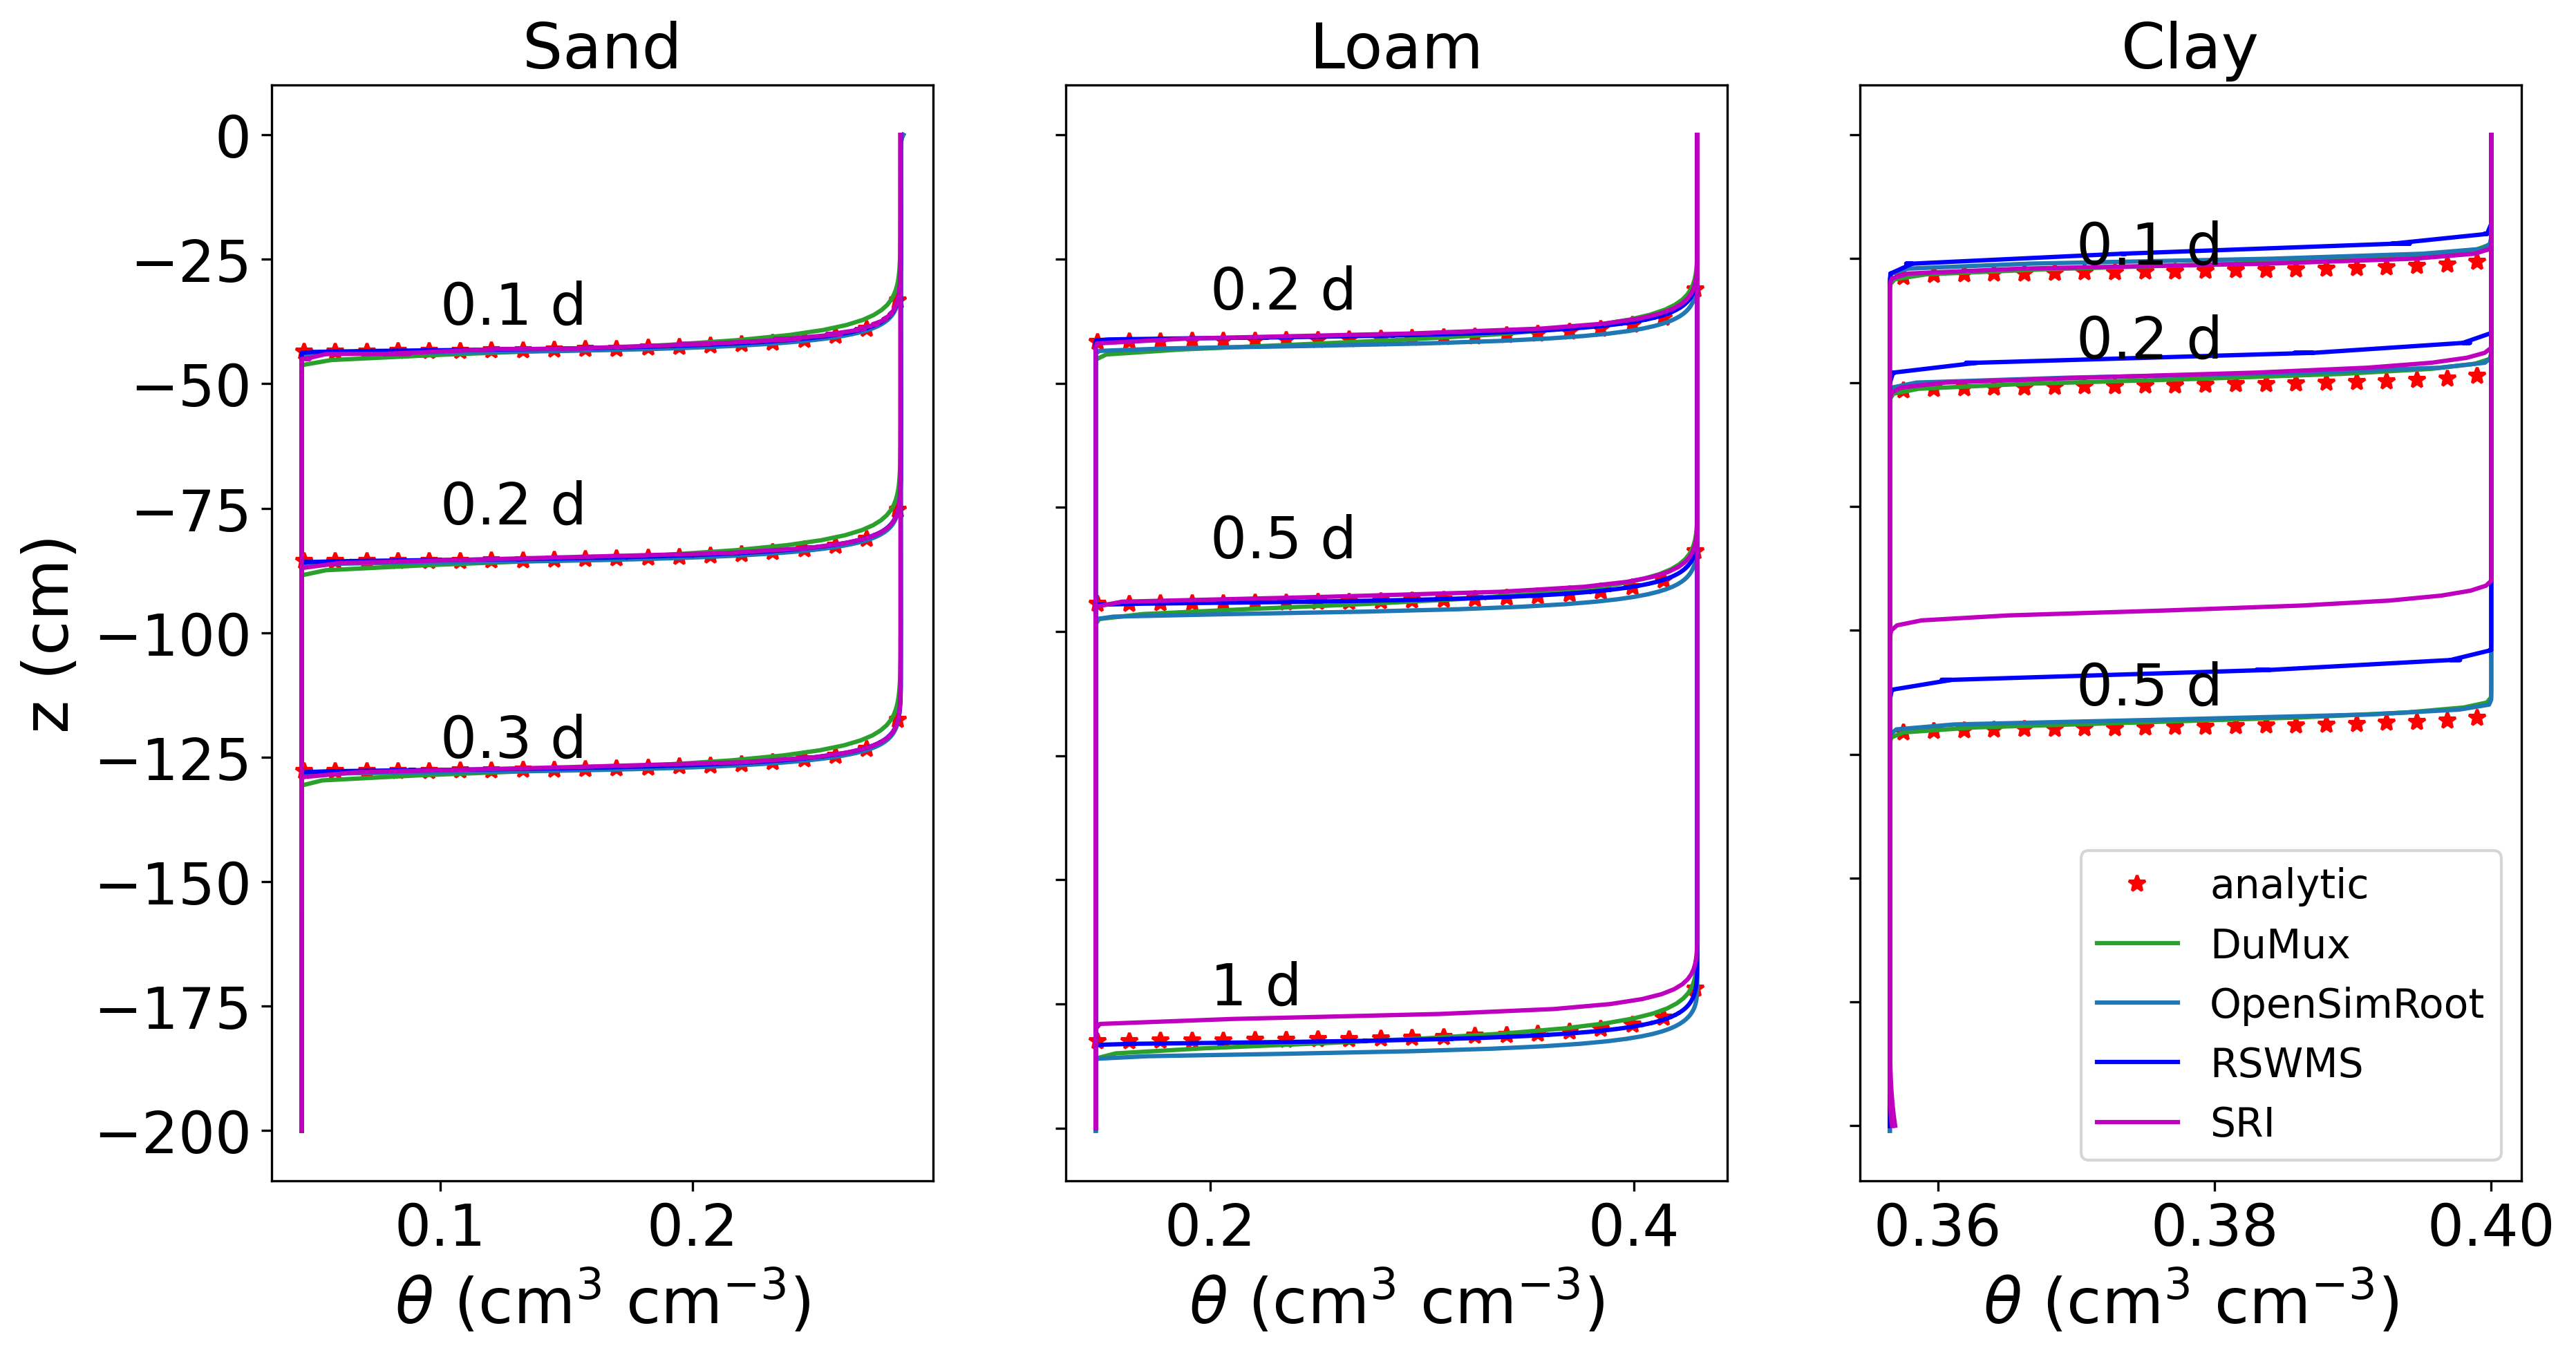 Sand
Loam
Clay
z (cm)
0
−25
−50
−75
−100
−125
−150
−175
−200
0.1 d
0.2 d
0.3 d
0.1
0.2
θ (cm³ cm⁻³)
0.2 d
0.5 d
1 d
0.2
0.4
θ (cm³ cm⁻³)
0.1 d
0.2 d
0.5 d
analytic
DuMux
OpenSimRoot
RSWMS
SRI
0.36
0.38
0.40
θ (cm³ cm⁻³)